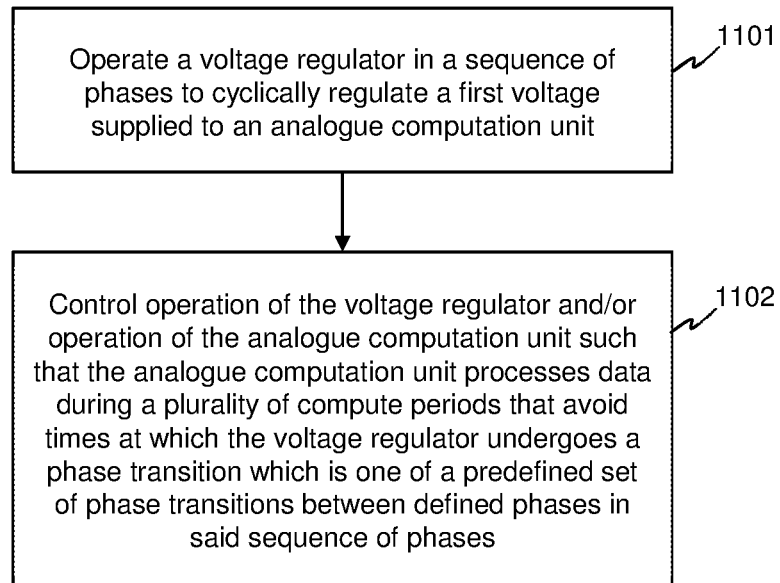 Operate a voltage regulator in a sequence of
phases to cyclically regulate a first voltage
supplied to an analogue computation unit
1101
Control operation of the voltage regulator and/or
operation of the analogue computation unit such
that the analogue computation unit processes data
during a plurality of compute periods that avoid
times at which the voltage regulator undergoes a
phase transition which is one of a predefined set
of phase transitions between defined phases in
said sequence of phases
1102